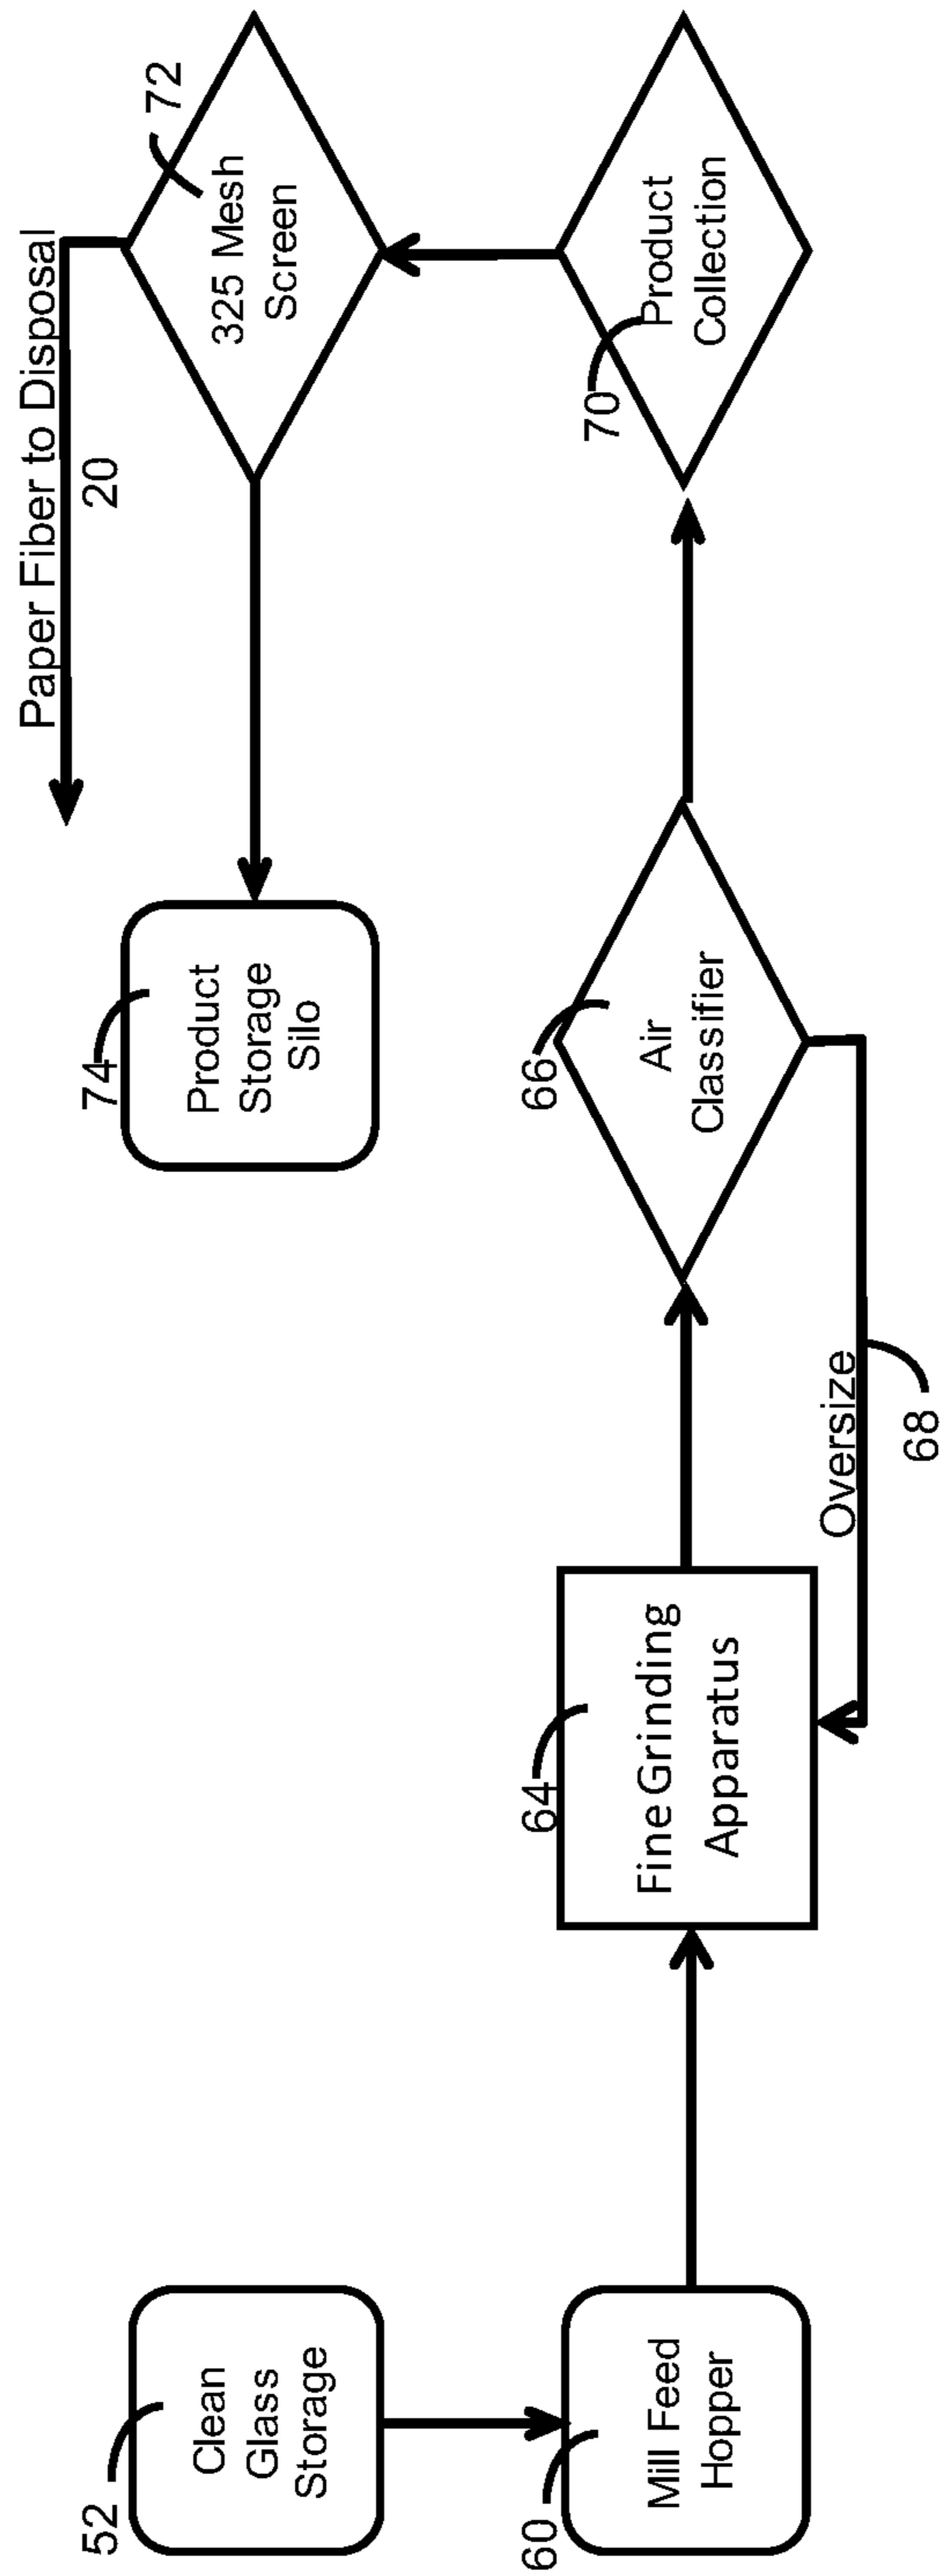 52
Clean
Glass
Storage
60
Mill Feed
Hopper
64
Fine Grinding
Apparatus
Oversize
68
66
Air
Classifier
70
Product
Collection
72
325 Mesh
Screen
Paper Fiber to Disposal
20
74
Product
Storage
Silo